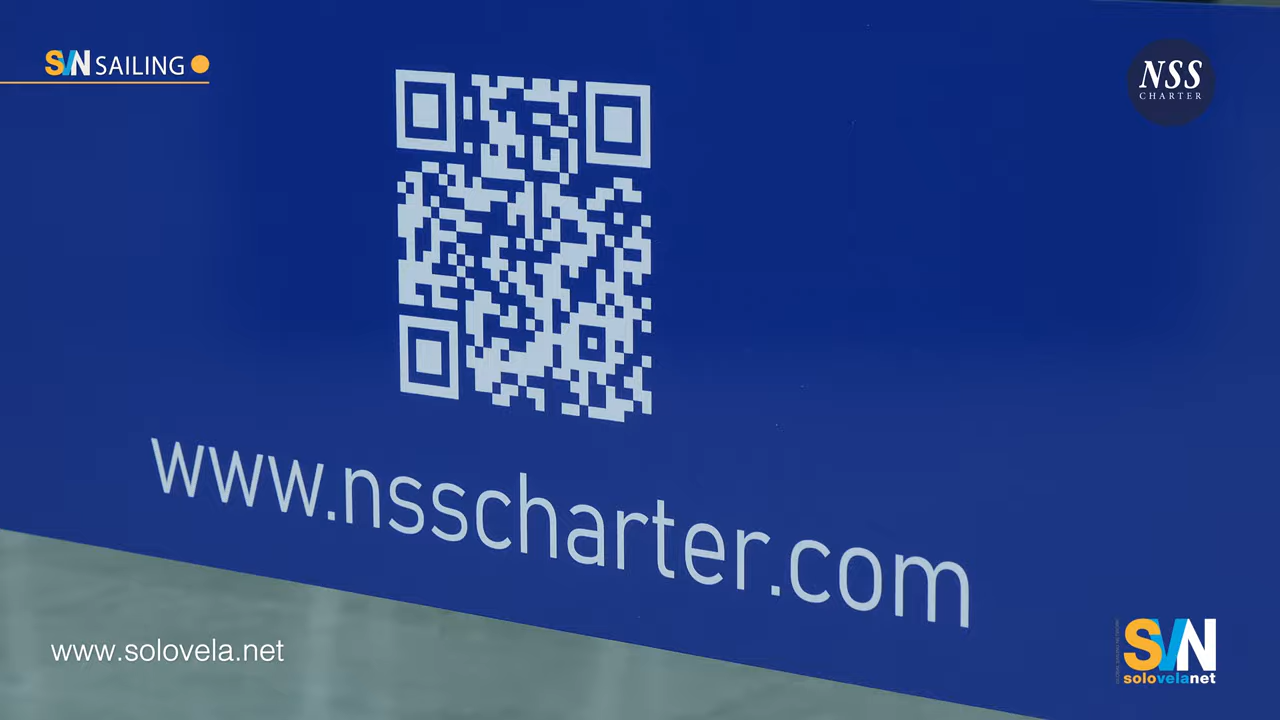 SVN SAILING
NSS
CHARTER
www.nsscharter.com
www.solovela.net
SVN
solovelanet